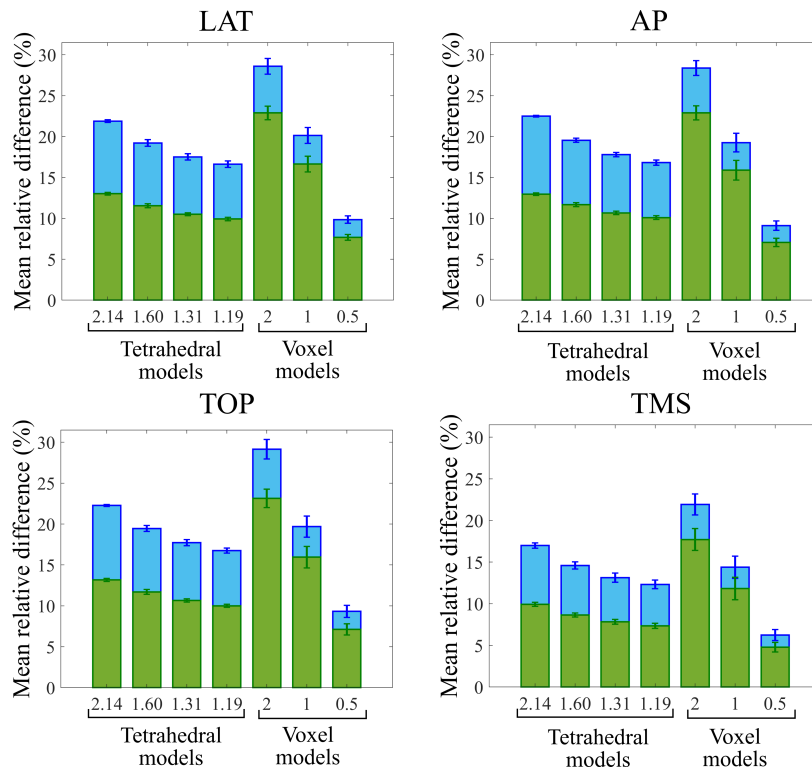 LAT
Mean relative difference (%)
30
25
20
15
10
5
0
2.14 1.60 1.31 1.19 2 1 0.5
Tetrahedral models
Voxel models
AP
Mean relative difference (%)
30
25
20
15
10
5
0
2.14 1.60 1.31 1.19 2 1 0.5
Tetrahedral models
Voxel models
TOP
Mean relative difference (%)
30
25
20
15
10
5
0
2.14 1.60 1.31 1.19 2 1 0.5
Tetrahedral models
Voxel models
TMS
Mean relative difference (%)
30
25
20
15
10
5
0
2.14 1.60 1.31 1.19 2 1 0.5
Tetrahedral models
Voxel models